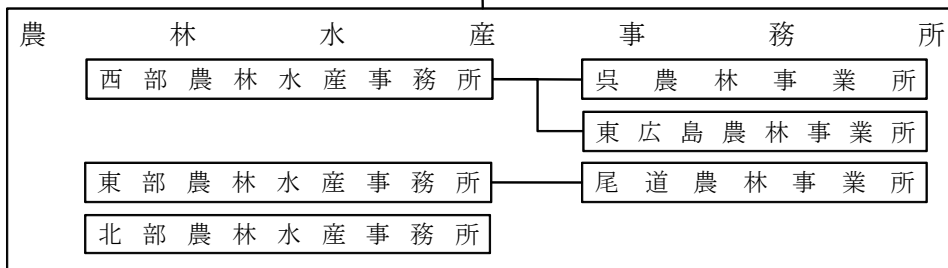 農林水産事務所
西部農林水産事務所
呉農林事業所
東広島農林事業所
東部農林水産事務所
尾道農林事業所
北部農林水産事務所